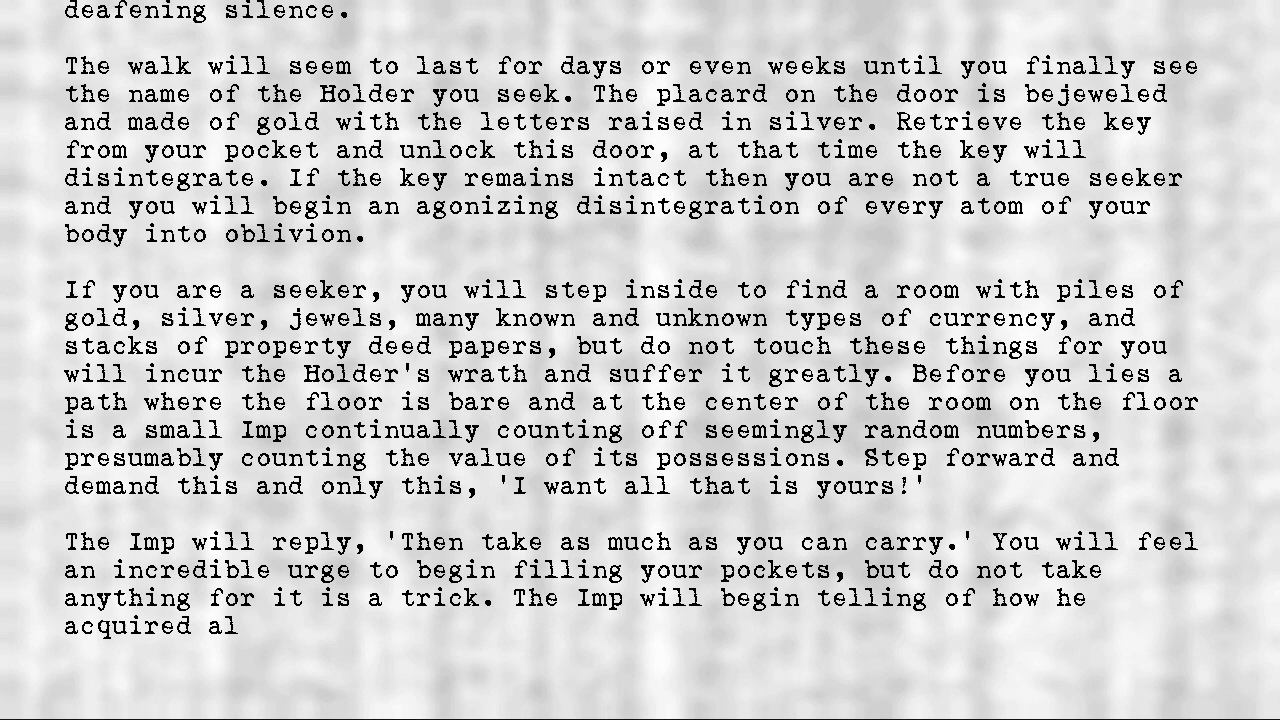 deafening silence.
The walk will seem to last for days or even weeks until you finally see
the name of the Holder you seek. The placard on the door is bejeweled
and made of gold with the letters raised in silver. Retrieve the key
from your pocket and unlock this door, at that time the key will
disintegrate. If the key remains intact then you are not a true seeker
and you will begin an agonizing disintegration of every atom of your
body into oblivion.
If you are a seeker, you will step inside to find a room with piles of
gold, silver, jewels, many known and unknown types of currency, and
stacks of property deed papers, but do not touch these things for you
will incur the Holder's wrath and suffer it greatly. Before you lies a
path where the floor is bare and at the center of the room on the floor
is a small Imp continually counting off seemingly random numbers,
presumably counting the value of its possessions. Step forward and
demand this and only this, 'I want all that is yours!'
The Imp will reply, 'Then take as much as you can carry.' You will feel
an incredible urge to begin filling your pockets, but do not take
anything for it is a trick. The Imp will begin telling of how he
acquired al